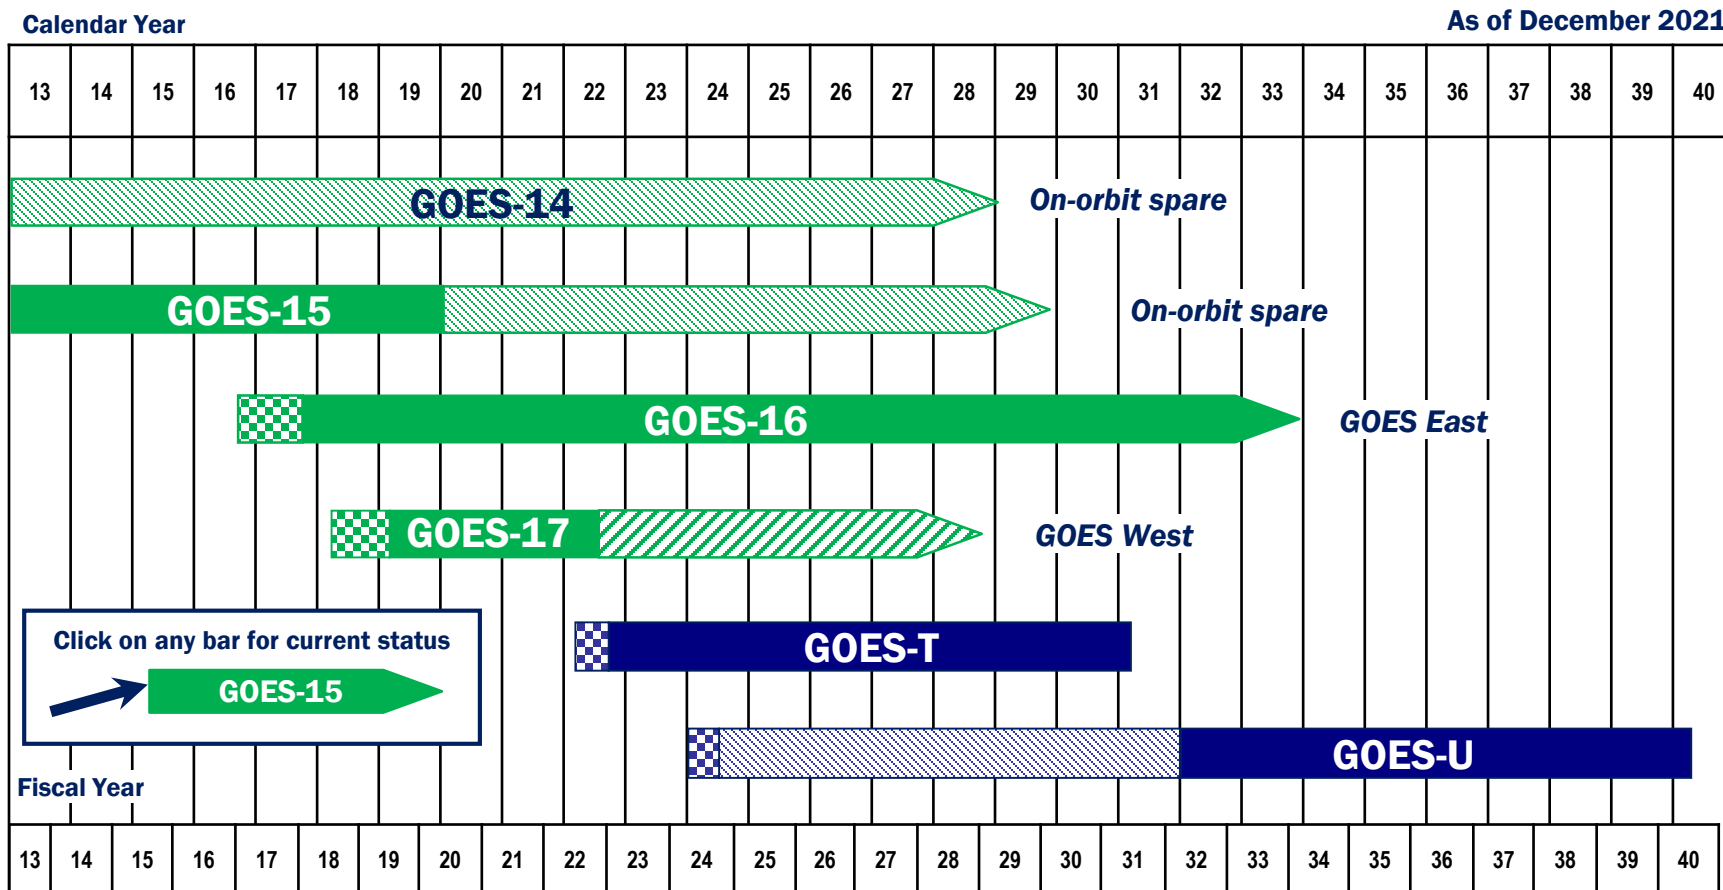 Calendar Year As of December 2021
13 14 15 16 17 18 19 20 21 22 23 24 25 26 27 28 29 30 31 32 33 34 35 36 37 38 39 40
GOES-14 On-orbit spare
GOES-15 On-orbit spare
GOES-16 GOES East
GOES-17 GOES West
GOES-T
Click on any bar for current status
GOES-15
GOES-U
Fiscal Year
13 14 15 16 17 18 19 20 21 22 23 24 25 26 27 28 29 30 31 32 33 34 35 36 37 38 39 40